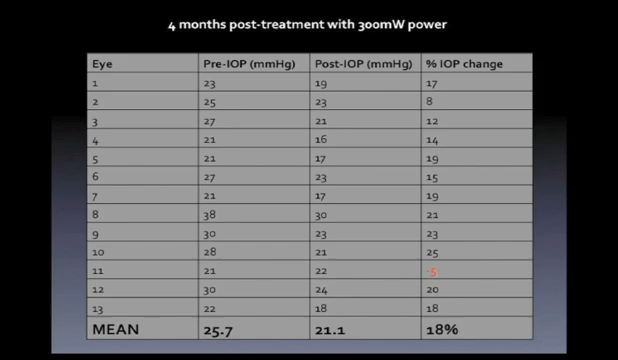 4 months post-treatment with 300mW power
Eye Pre-IOP (mmHg) Post-IOP (mmHg) % IOP change
1 23 19 17
2 25 23 8
3 27 21 12
4 21 16 14
5 21 17 19
6 27 23 15
7 21 17 19
8 38 30 21
9 30 23 23
10 28 21 25
11 21 22 -5
12 30 24 20
13 22 18 18
MEAN 25.7 21.1 18%